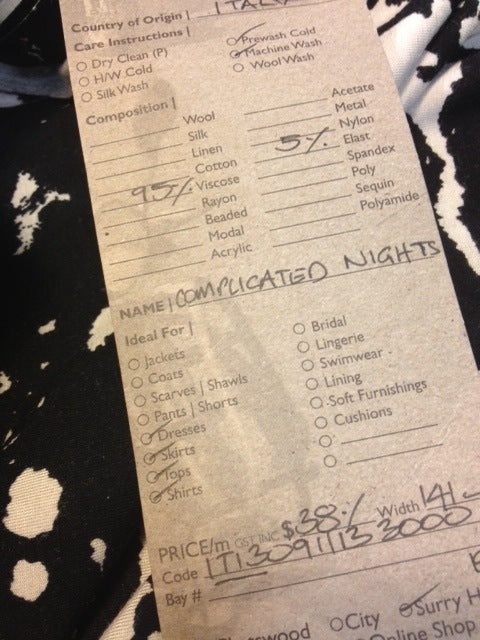 Country of Origin | ITALY
Care Instructions |
Dry Clean (P)
H/W Cold
Silk Wash
Prewash Cold
Machine Wash
Wool Wash
Composition |
Wool
Silk
Linen
Cotton
95% Viscose
Rayon
Beaded
Modal
Acrylic
Acetate
Metal
Nylon
5% Elast
Spandex
Poly
Sequin
Polyamide
NAME | COMPLICATED NIGHTS
Ideal For |
Jackets
Coats
Scarves | Shawls
Pants | Shorts
Dresses
Skirts
Tops
Shirts
Bridal
Lingerie
Swimwear
Lining
Soft Furnishings
Cushions
PRICE/m GST INC $38./. Width 141
Code IT13091113 3000
Bay #
City Surry H
Online Shop